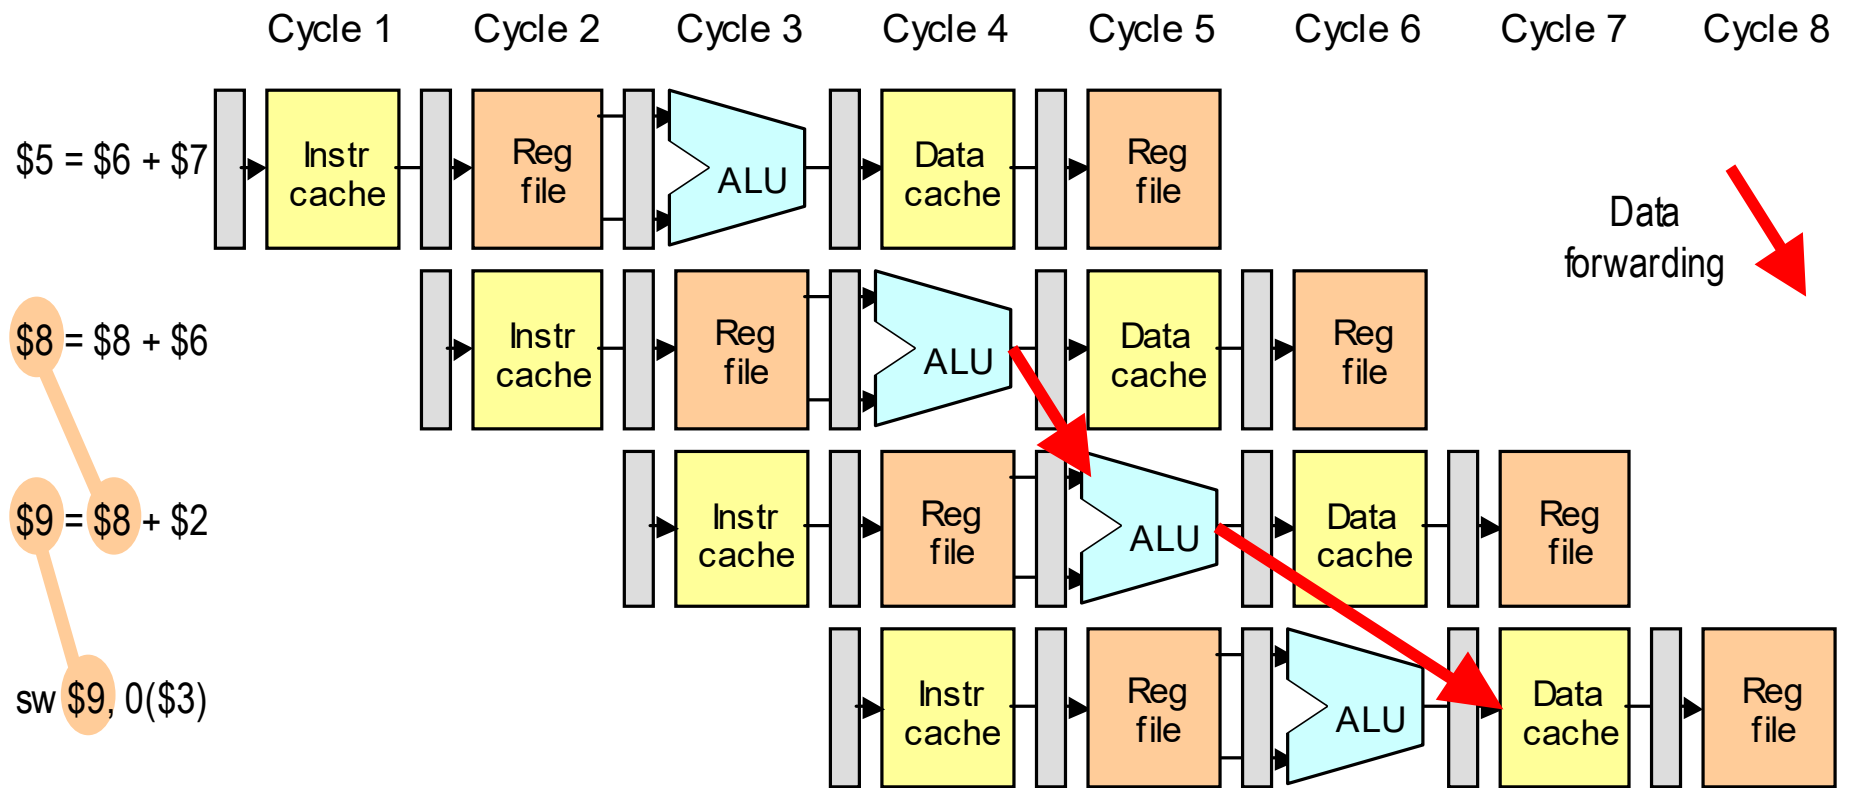 Cycle 1 Cycle 2 Cycle 3 Cycle 4 Cycle 5 Cycle 6 Cycle 7 Cycle 8
$5 = $6 + $7
Instr
cache
Reg
file
ALU
Data
cache
Reg
file
Data
forwarding
$8 = $8 + $6
Instr
cache
Reg
file
ALU
Data
cache
Reg
file
$9 = $8 + $2
Instr
cache
Reg
file
ALU
Data
cache
Reg
file
sw $9, 0($3)
Instr
cache
Reg
file
ALU
Data
cache
Reg
file